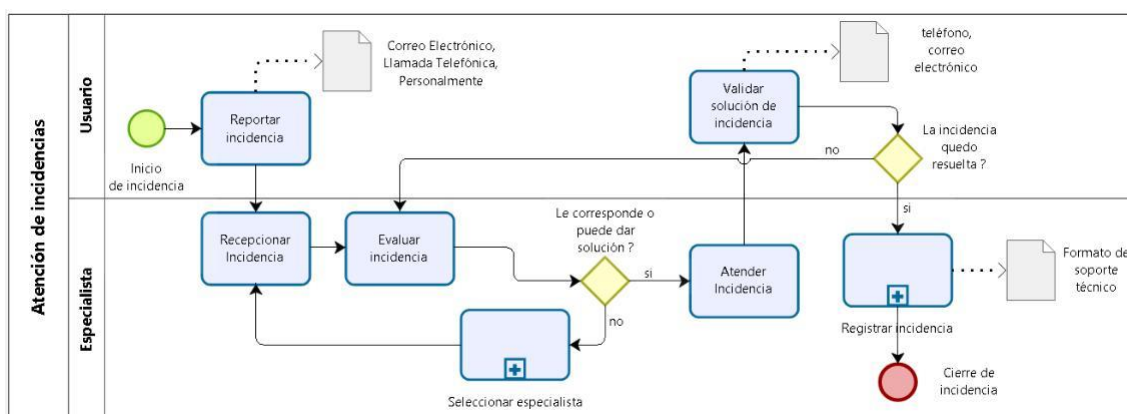 Atención de incidencias
Usuario
Inicio
de incidencia
Reportar
incidencia
Correo Electrónico,
Llamada Telefónica,
Personalmente
Validar
solución de
incidencia
teléfono,
correo
electrónico
La incidencia
quedo
resuelta ?
no
si
Especialista
Recepcionar
Incidencia
Evaluar
incidencia
Le corresponde o
puede dar
solución ?
si
no
Seleccionar especialista
Atender
Incidencia
Registrar incidencia
Formato de
soporte
técnico
Cierre de
incidencia